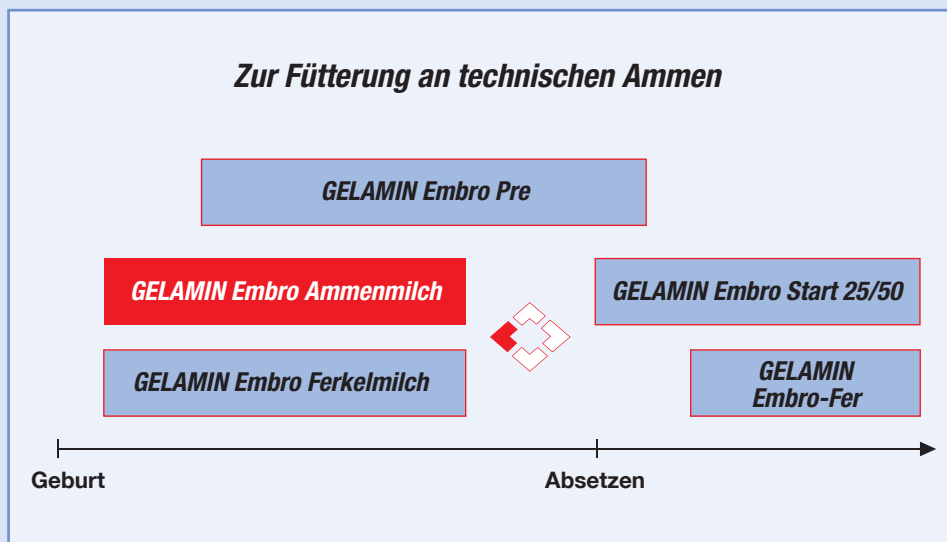 Zur Fütterung an technischen Ammen
GELAMIN Embro Pre
GELAMIN Embro Ammenmilch
GELAMIN Embro Start 25/50
GELAMIN Embro Ferkelmilch
GELAMIN
Embro-Fer
Geburt
Absetzen